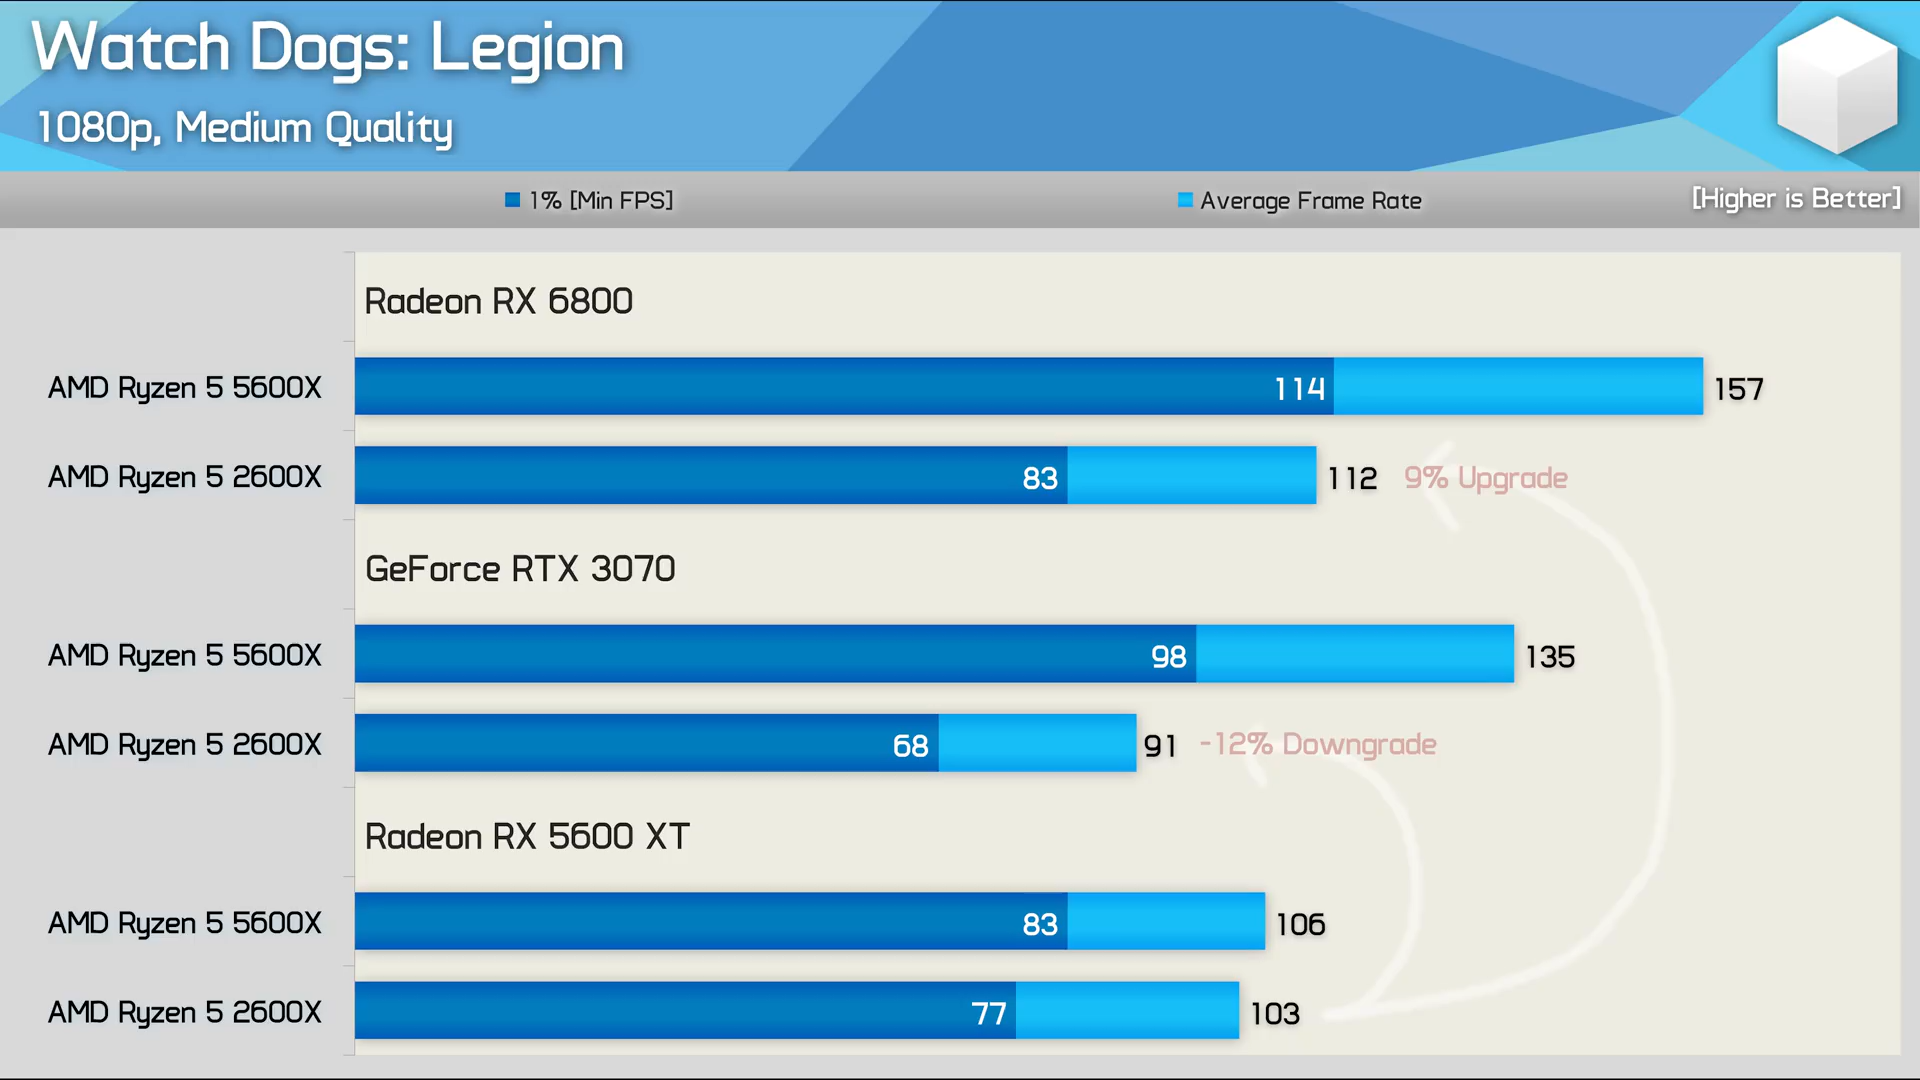 Watch Dogs: Legion
1080p, Medium Quality
1% [Min FPS]
Average Frame Rate
[Higher is Better]
Radeon RX 6800
AMD Ryzen 5 5600X
114
157
AMD Ryzen 5 2600X
83
112
9% Upgrade
GeForce RTX 3070
AMD Ryzen 5 5600X
98
135
AMD Ryzen 5 2600X
68
91
-12% Downgrade
Radeon RX 5600 XT
AMD Ryzen 5 5600X
83
106
AMD Ryzen 5 2600X
77
103